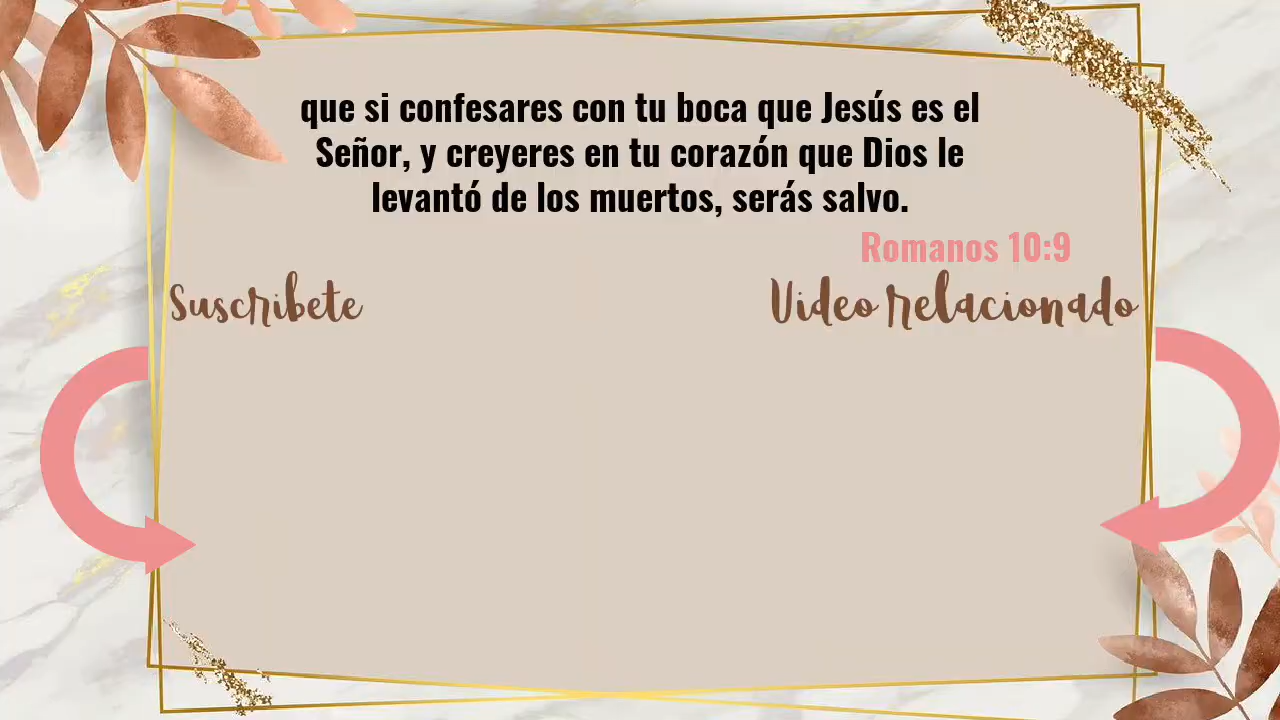 que si confesares con tu boca que Jesús es el
Señor, y creyeres en tu corazón que Dios le
levantó de los muertos, serás salvo.
Romanos 10:9
Suscribete
Video relacionado